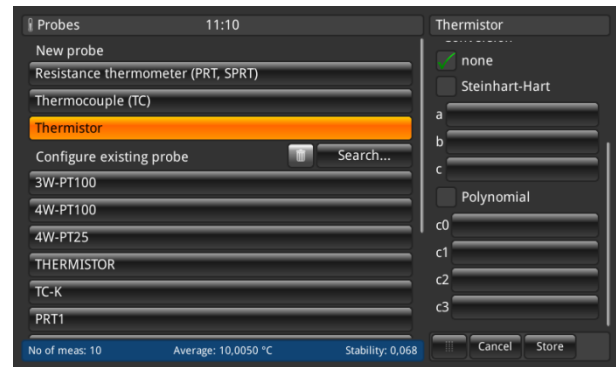 Probes 11:10
New probe
Resistance thermometer (PRT, SPRT)
Thermocouple (TC)
Thermistor
Configure existing probe Search...
3W-PT100
4W-PT100
4W-PT25
THERMISTOR
TC-K
PRT1
No of meas: 10 Average: 10,0050 °C Stability: 0,068
Thermistor
none
Steinhart-Hart
a
b
c
Polynomial
c0
c1
c2
c3
Cancel Store